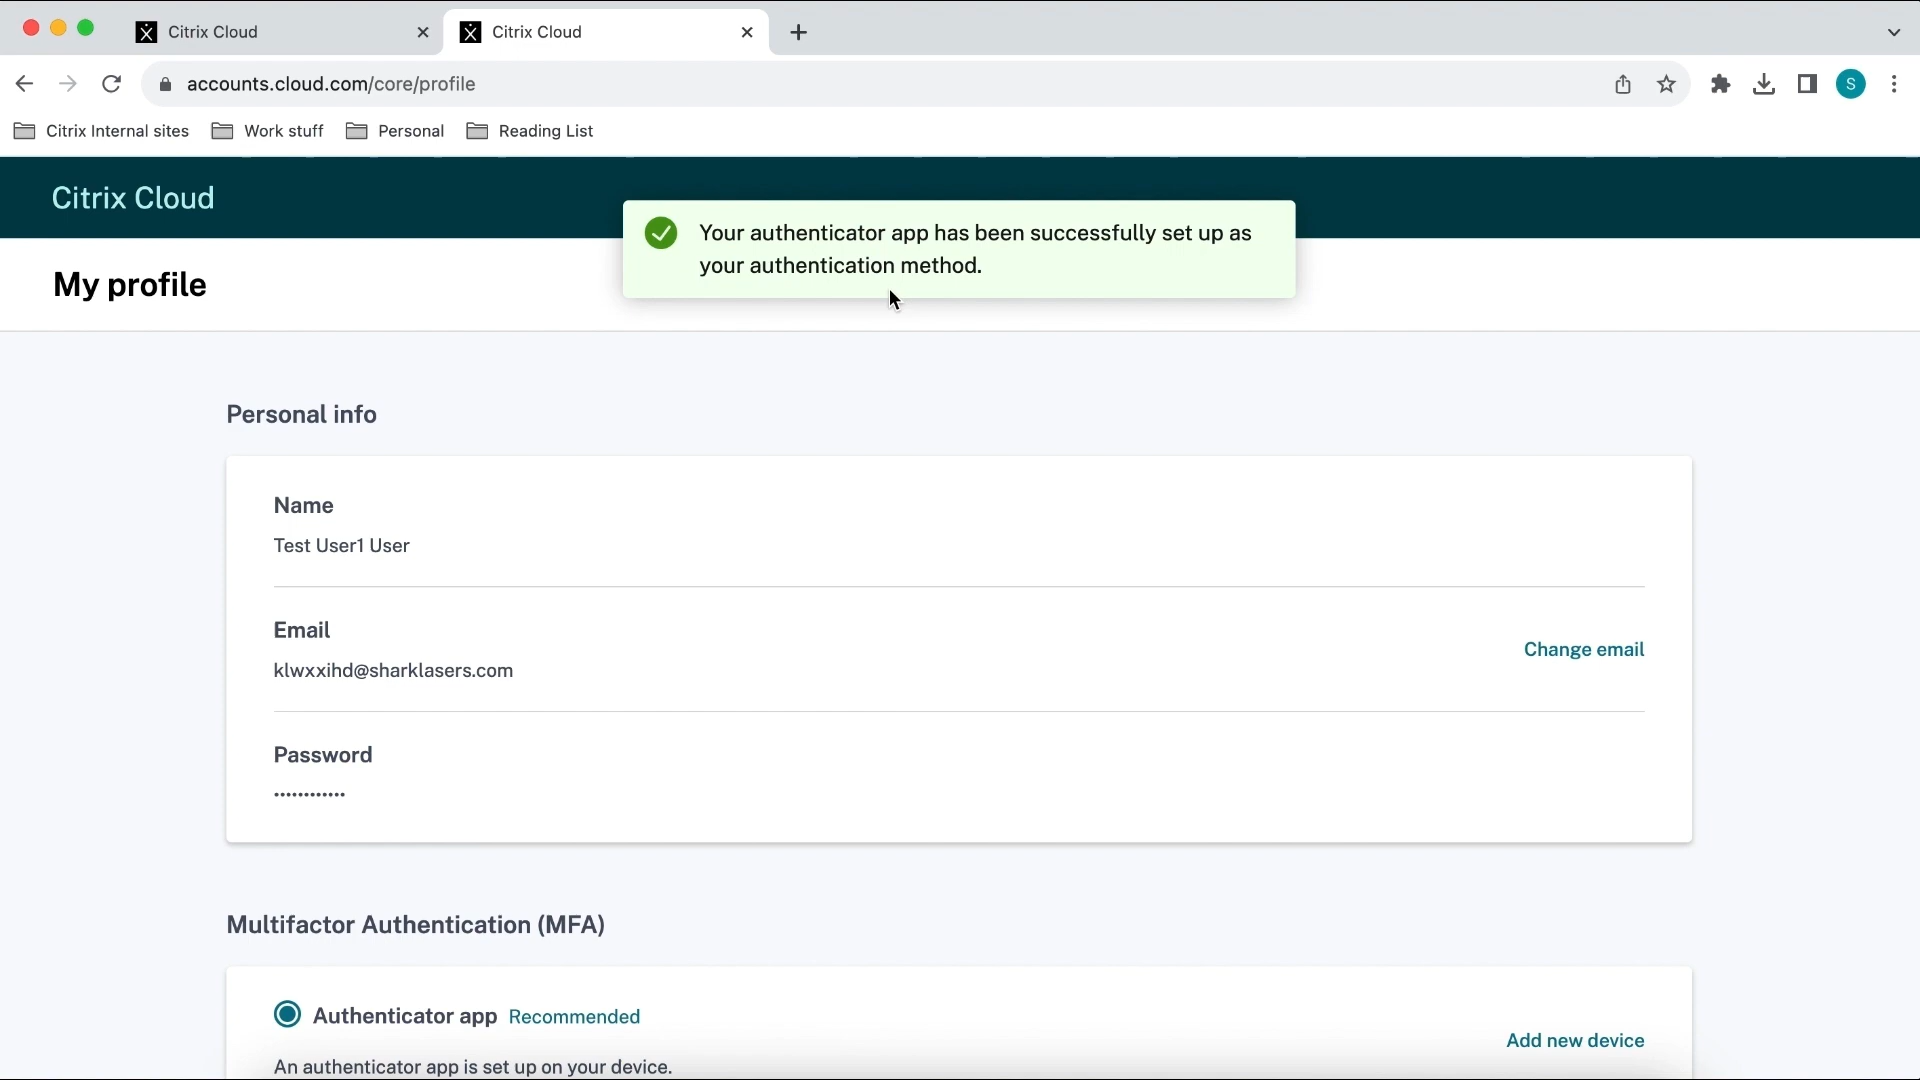 Citrix Cloud
Citrix Cloud
accounts.cloud.com/core/profile
S
Citrix Internal sites
Work stuff
Personal
Reading List
Citrix Cloud
Your authenticator app has been successfully set up as
your authentication method.
My profile
Personal info
Name
Test User1 User
Email
klwxxihd@sharklasers.com
Change email
Password
••••••••••••
Multifactor Authentication (MFA)
Authenticator app Recommended
Add new device
An authenticator app is set up on your device.